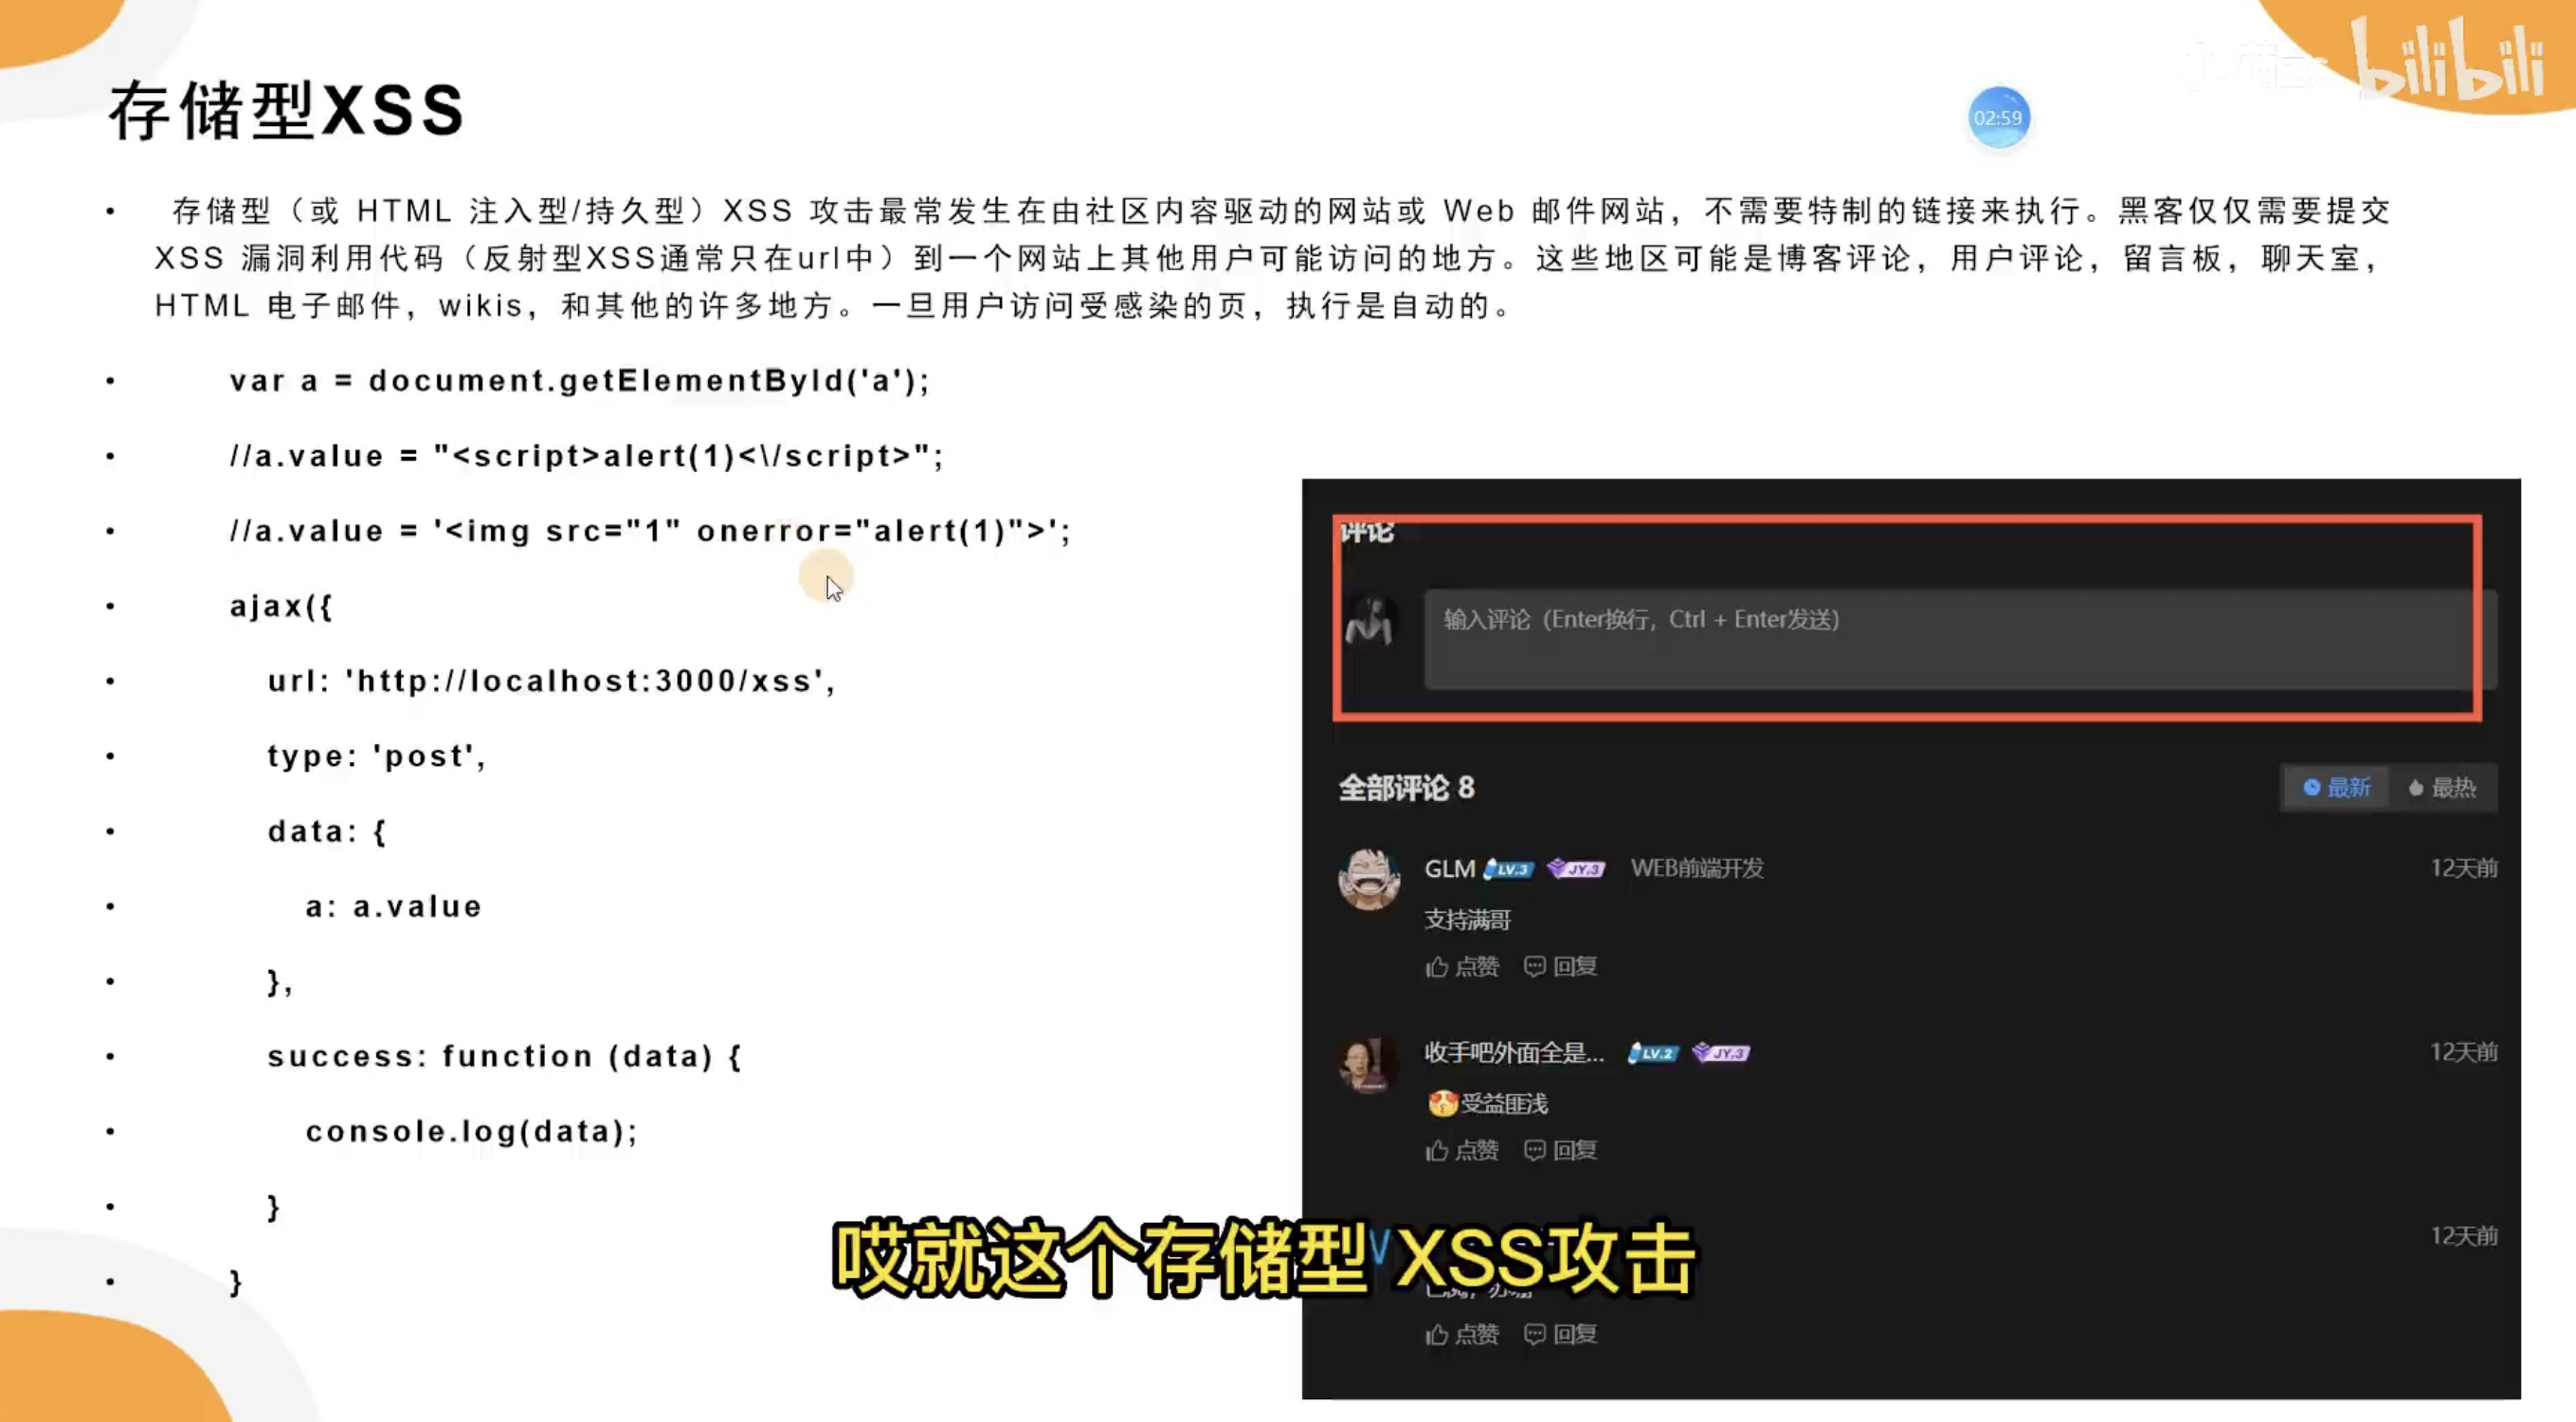 bilibili
02:59
存储型XSS
• 存储型（或 HTML 注入型/持久型）XSS 攻击最常发生在由社区内容驱动的网站或 Web 邮件网站，不需要特制的链接来执行。黑客仅仅需要提交
XSS 漏洞利用代码（反射型XSS通常只在url中）到一个网站上其他用户可能访问的地方。这些地区可能是博客评论，用户评论，留言板，聊天室，
HTML 电子邮件，wikis，和其他的许多地方。一旦用户访问受感染的页，执行是自动的。
• var a = document.getElementById('a');
• //a.value = "<script>alert(1)<\/script>";
• //a.value = '<img src="1" onerror="alert(1)">';
• ajax({
• url: 'http://localhost:3000/xss',
• type: 'post',
• data: {
• a: a.value
• },
• success: function (data) {
• console.log(data);
• }
• }
评论
输入评论（Enter换行，Ctrl + Enter发送）
全部评论 8
最新 最热
GLM LV.3 JY.3 WEB前端开发 12天前
支持满哥
点赞 回复
收手吧外面全是... LV.2 JY.3 12天前
受益匪浅
点赞 回复
12天前
点赞 回复
哎就这个存储型 XSS攻击